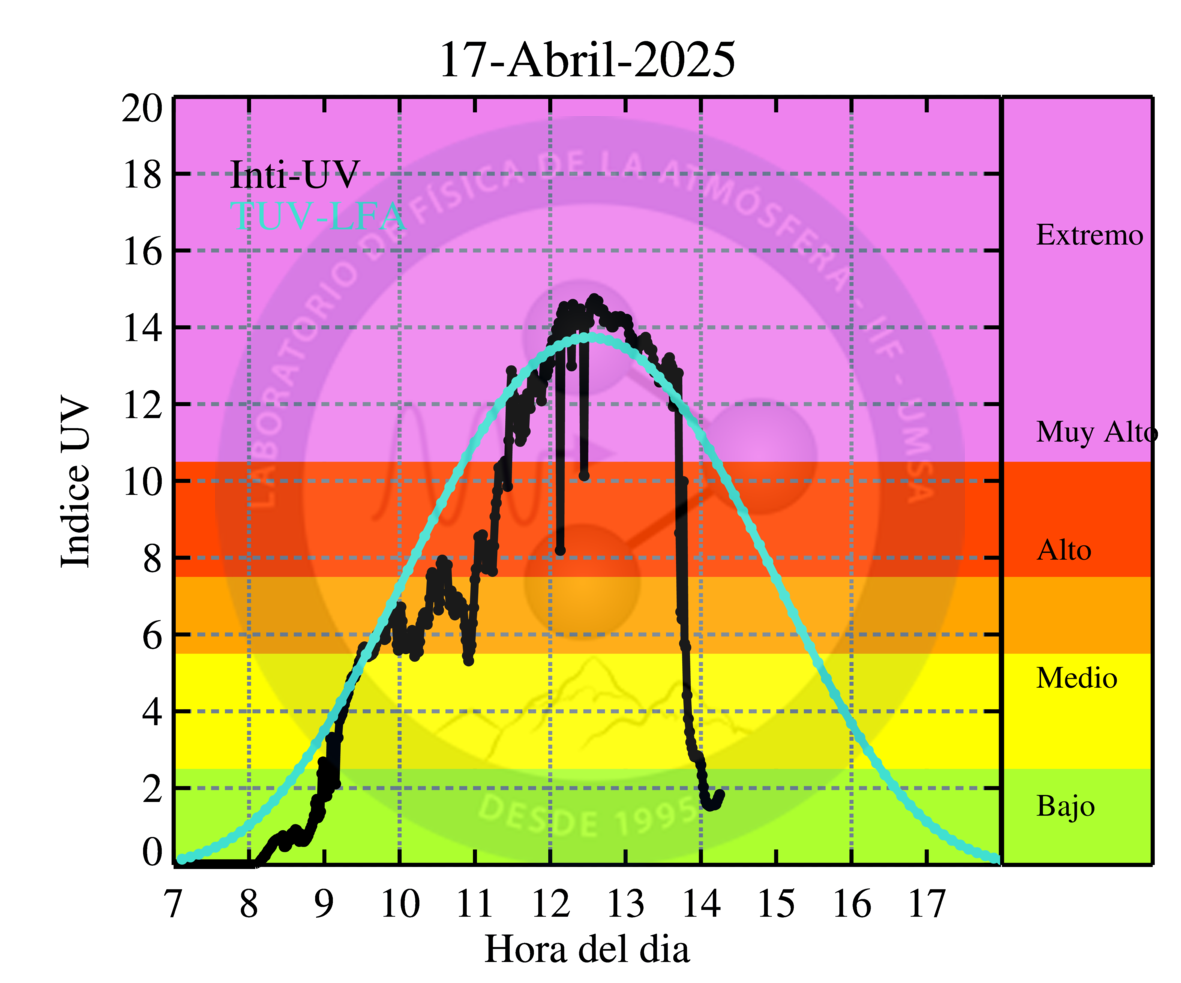 17-Abril-2025
20
18
16
14
12
10
8
6
4
2
0
Indice UV
Inti-UV
TUV-LFA
LABORATORIO DE FÍSICA DE LA ATMÓSFERA - IIF - UMSA
DESDE 1995
Extremo
Muy Alto
Alto
Medio
Bajo
7 8 9 10 11 12 13 14 15 16 17
Hora del dia